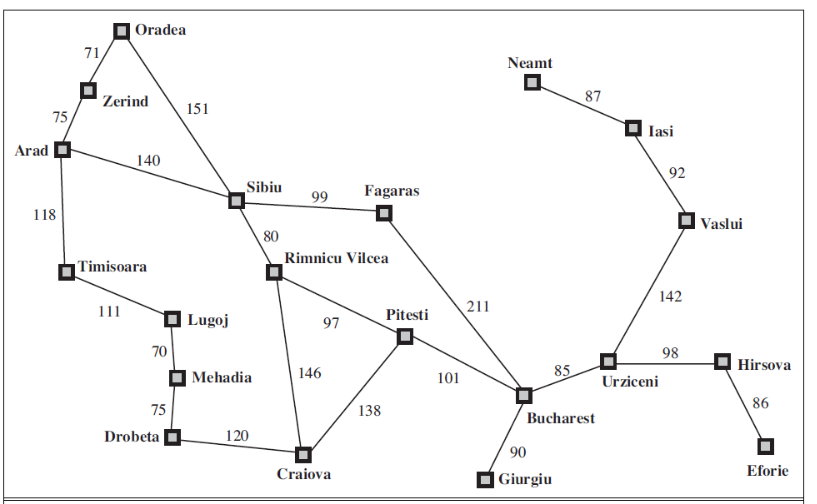 Oradea
71
Neamt
87
Zerind
151
75
Iasi
Arad
140
92
Sibiu
99
Fagaras
118
Vaslui
80
Timisoara
Rimnicu Vilcea
142
111
Lugoj
97
Pitesti
211
70
98
Hirsova
Mehadia
146
101
85
Urziceni
75
138
86
Bucharest
Drobeta
120
90
Craiova
Giurgiu
Eforie